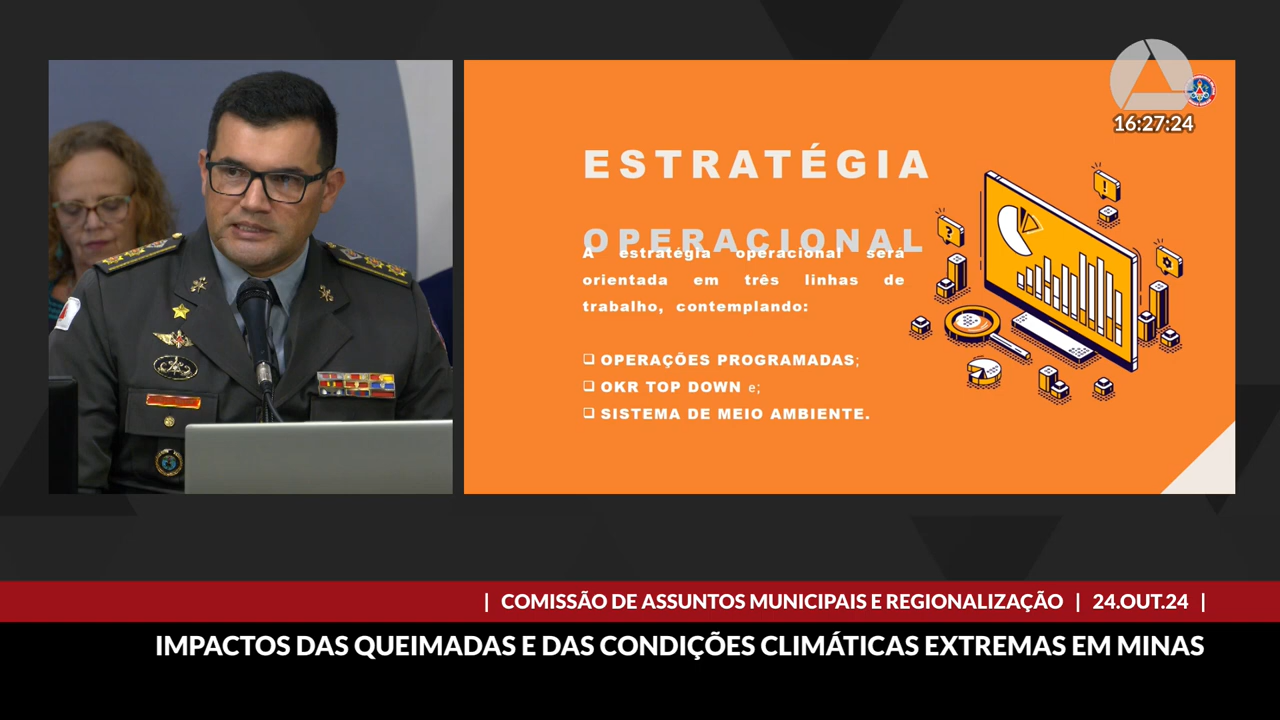 16:27:24
ESTRATÉGIA
OPERACIONAL
A estratégia operacional será
orientada em três linhas de
trabalho, contemplando:
❑ OPERAÇÕES PROGRAMADAS;
❑ OKR TOP DOWN e;
❑ SISTEMA DE MEIO AMBIENTE.
| COMISSÃO DE ASSUNTOS MUNICIPAIS E REGIONALIZAÇÃO | 24.OUT.24 |
IMPACTOS DAS QUEIMADAS E DAS CONDIÇÕES CLIMÁTICAS EXTREMAS EM MINAS